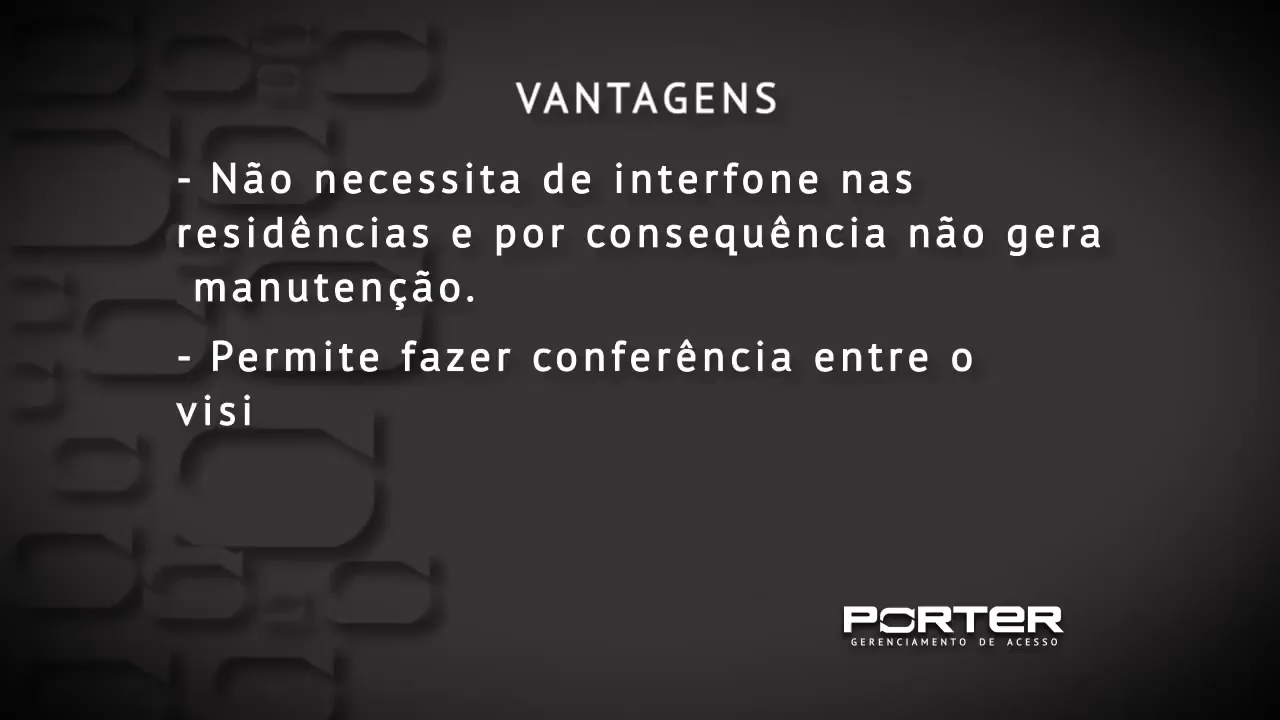 VANTAGENS
- Não necessita de interfone nas
residências e por consequência não gera
manutenção.
- Permite fazer conferência entre o
visi
PORTER
GERENCIAMENTO DE ACESSO